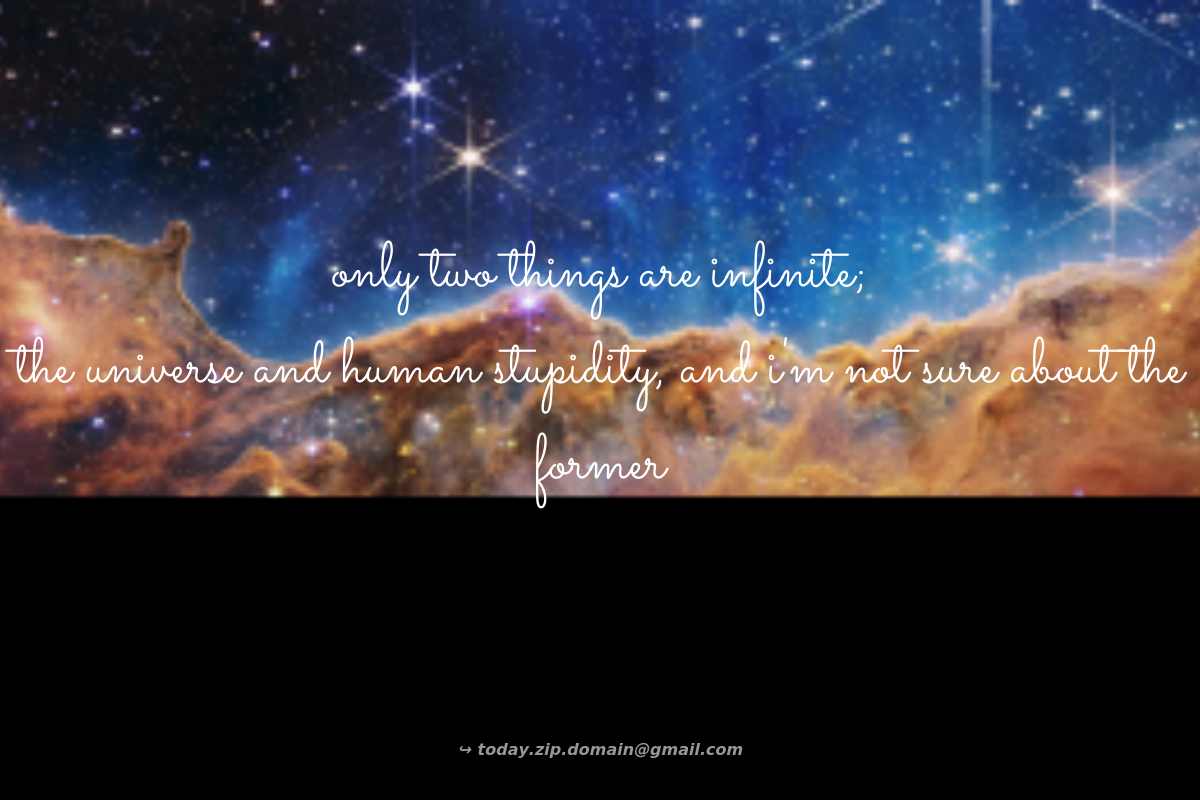 only two things are infinite;
the universe and human stupidity, and i'm not sure about the
former
↪ today.zip.domain@gmail.com